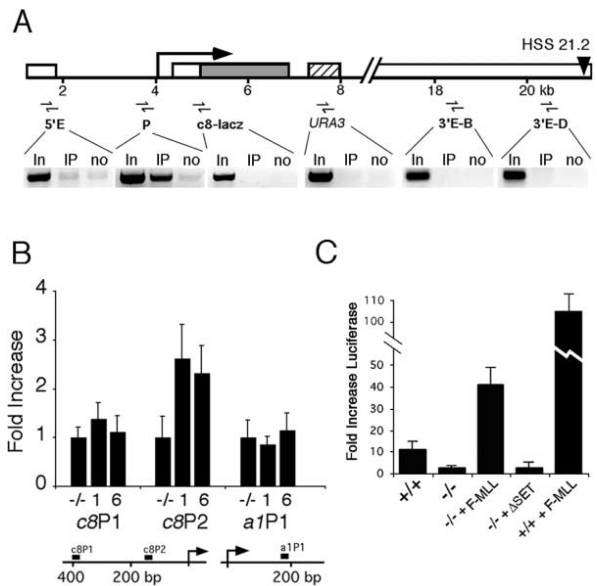 A
HSS 21.2
2 4 6 8 18 20 kb
5'E P c8-lacz URA3 3'E-B 3'E-D
In IP no In IP no In IP no In IP no In IP no In IP no
B
Fold Increase
4
3
2
1
0
-/- 1 6 -/- 1 6 -/- 1 6
c8P1 c8P2 a1P1
c8P1 c8P2 a1P1
400 200 bp 200 bp
C
Fold Increase Luciferase
110
100
50
40
30
20
10
0
+/+ -/- -/- + F-MLL -/- + ΔSET +/+ + F-MLL